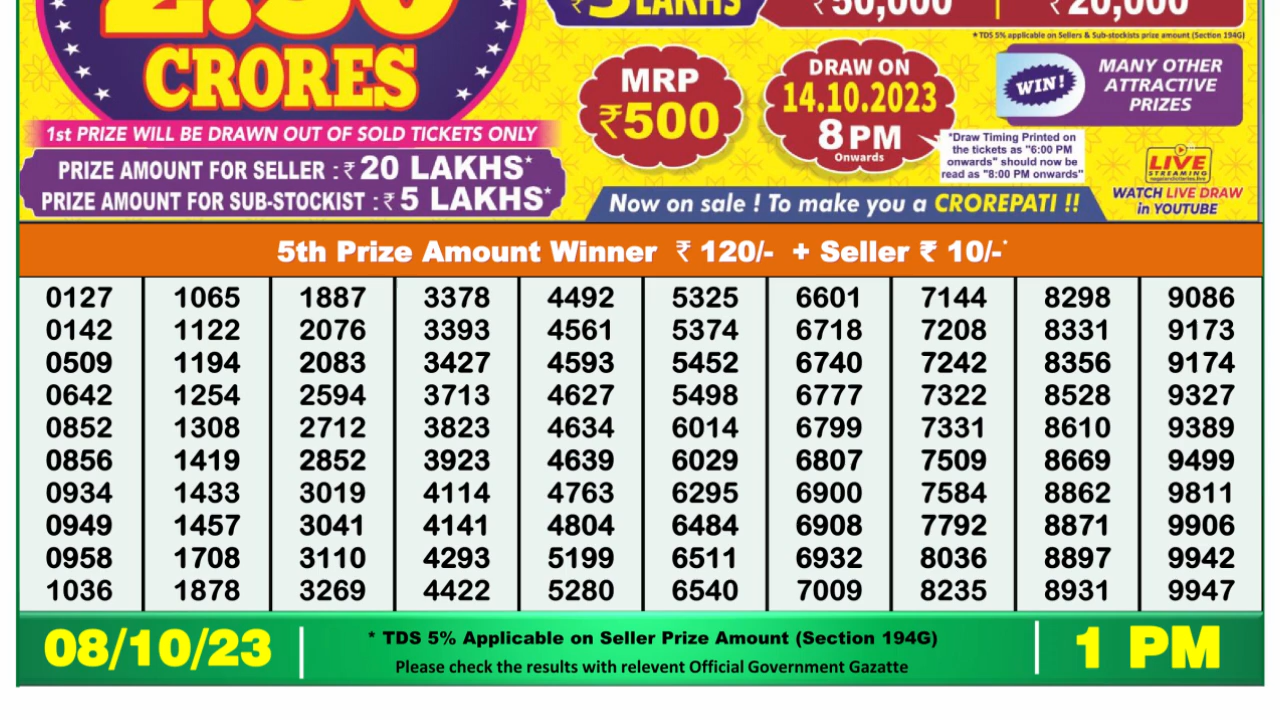 2.50
CRORES
1st PRIZE WILL BE DRAWN OUT OF SOLD TICKETS ONLY
PRIZE AMOUNT FOR SELLER : ₹ 20 LAKHS*
PRIZE AMOUNT FOR SUB-STOCKIST : ₹ 5 LAKHS*
₹5 LAKHS
₹50,000
₹20,000
* TDS 5% applicable on Sellers & Sub-stockists prize amount (Section 194G)
MRP
₹500
DRAW ON
14.10.2023
8 PM
Onwards
WIN!
MANY OTHER
ATTRACTIVE
PRIZES
"Draw Timing Printed on
the tickets as "6:00 PM
onwards" should now be
read as "8:00 PM onwards"
LIVE
STREAMING
WATCH LIVE DRAW
in YOUTUBE
Now on sale ! To make you a CROREPATI !!
5th Prize Amount Winner ₹ 120/- + Seller ₹ 10/-*
0127 1065 1887 3378 4492 5325 6601 7144 8298 9086
0142 1122 2076 3393 4561 5374 6718 7208 8331 9173
0509 1194 2083 3427 4593 5452 6740 7242 8356 9174
0642 1254 2594 3713 4627 5498 6777 7322 8528 9327
0852 1308 2712 3823 4634 6014 6799 7331 8610 9389
0856 1419 2852 3923 4639 6029 6807 7509 8669 9499
0934 1433 3019 4114 4763 6295 6900 7584 8862 9811
0949 1457 3041 4141 4804 6484 6908 7792 8871 9906
0958 1708 3110 4293 5199 6511 6932 8036 8897 9942
1036 1878 3269 4422 5280 6540 7009 8235 8931 9947
08/10/23
* TDS 5% Applicable on Seller Prize Amount (Section 194G)
Please check the results with relevent Official Government Gazatte
1 PM